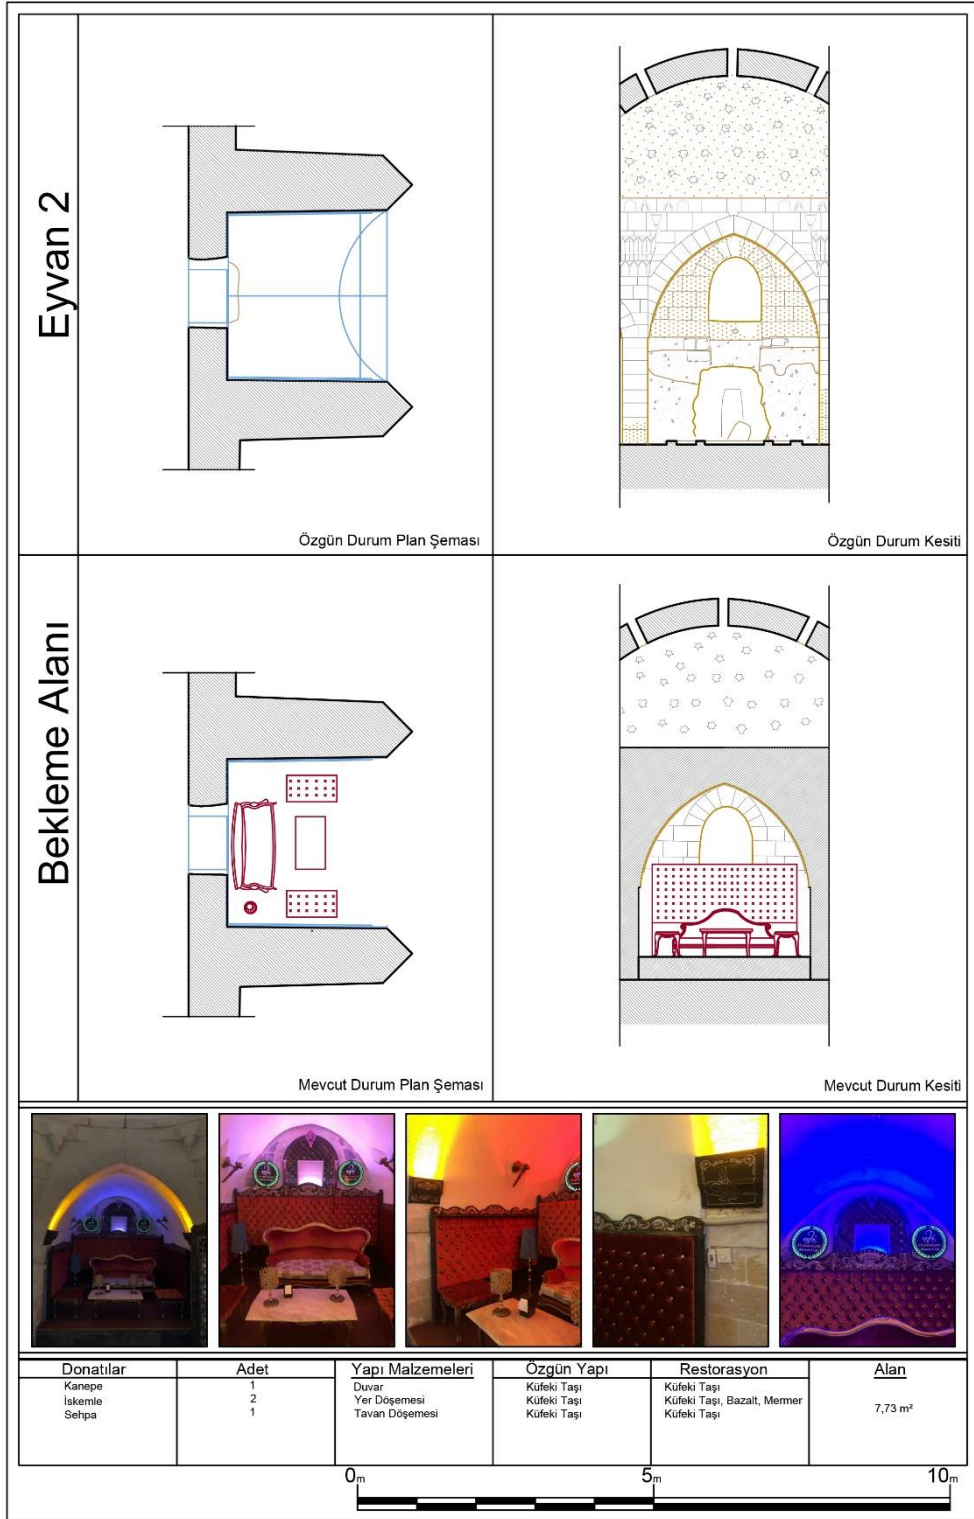 Eyvan 2
Özgün Durum Plan Şeması
Özgün Durum Kesiti
Bekleme Alanı
Mevcut Durum Plan Şeması
Mevcut Durum Kesiti
Donatılar Adet Yapı Malzemeleri Özgün Yapı Restorasyon Alan
Kanepe 1 Duvar Küfeki Taşı Küfeki Taşı
İskemle 2 Yer Döşemesi Küfeki Taşı Küfeki Taşı, Bazalt, Mermer 7,73 m²
Sehpa 1 Tavan Döşemesi Küfeki Taşı Küfeki Taşı
0m 5m 10m